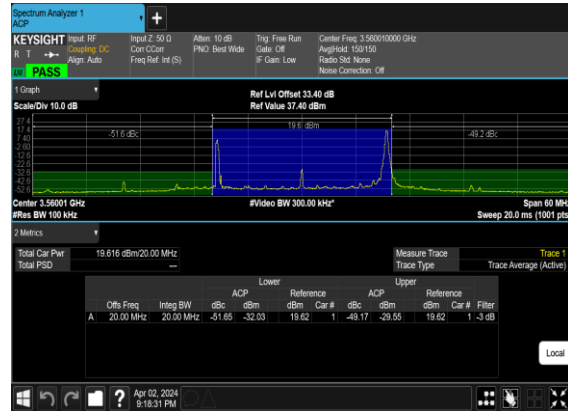 Spectrum Analyzer 1
ACP
+
KEYSIGHT
R T
LW PASS
Input: RF
Coupling: DC
Align: Auto
Input Z: 50 Ω
Corr CCorr
Freq Ref: Int (S)
Atten: 10 dB
PNO: Best Wide
Trig: Free Run
Gate: Off
IF Gain: Low
Center Freq: 3.560010000 GHz
Avg|Hold: 150/150
Radio Std: None
Noise Correction: Off
1 Graph
Scale/Div 10.0 dB
Ref Lvl Offset 33.40 dB
Ref Value 37.40 dBm
27.4
17.4
7.40
-2.60
-12.6
-22.6
-32.6
-42.6
-52.6
-51.6 dBc
19.6 dBm
-49.2 dBc
Center 3.56001 GHz
#Res BW 100 kHz
#Video BW 300.00 kHz*
Span 60 MHz
Sweep 20.0 ms (1001 pts
2 Metrics
Total Car Pwr 19.616 dBm/20.00 MHz
Total PSD ---
Measure Trace Trace 1
Trace Type Trace Average (Active)
Lower Upper
ACP Reference ACP Reference
Offs Freq Integ BW dBc dBm dBm Car # dBc dBm dBm Car # Filter
A 20.00 MHz 20.00 MHz -51.65 -32.03 19.62 1 -49.17 -29.55 19.62 1 -3 dB
Local
?
Apr 02, 2024
9:18:31 PM